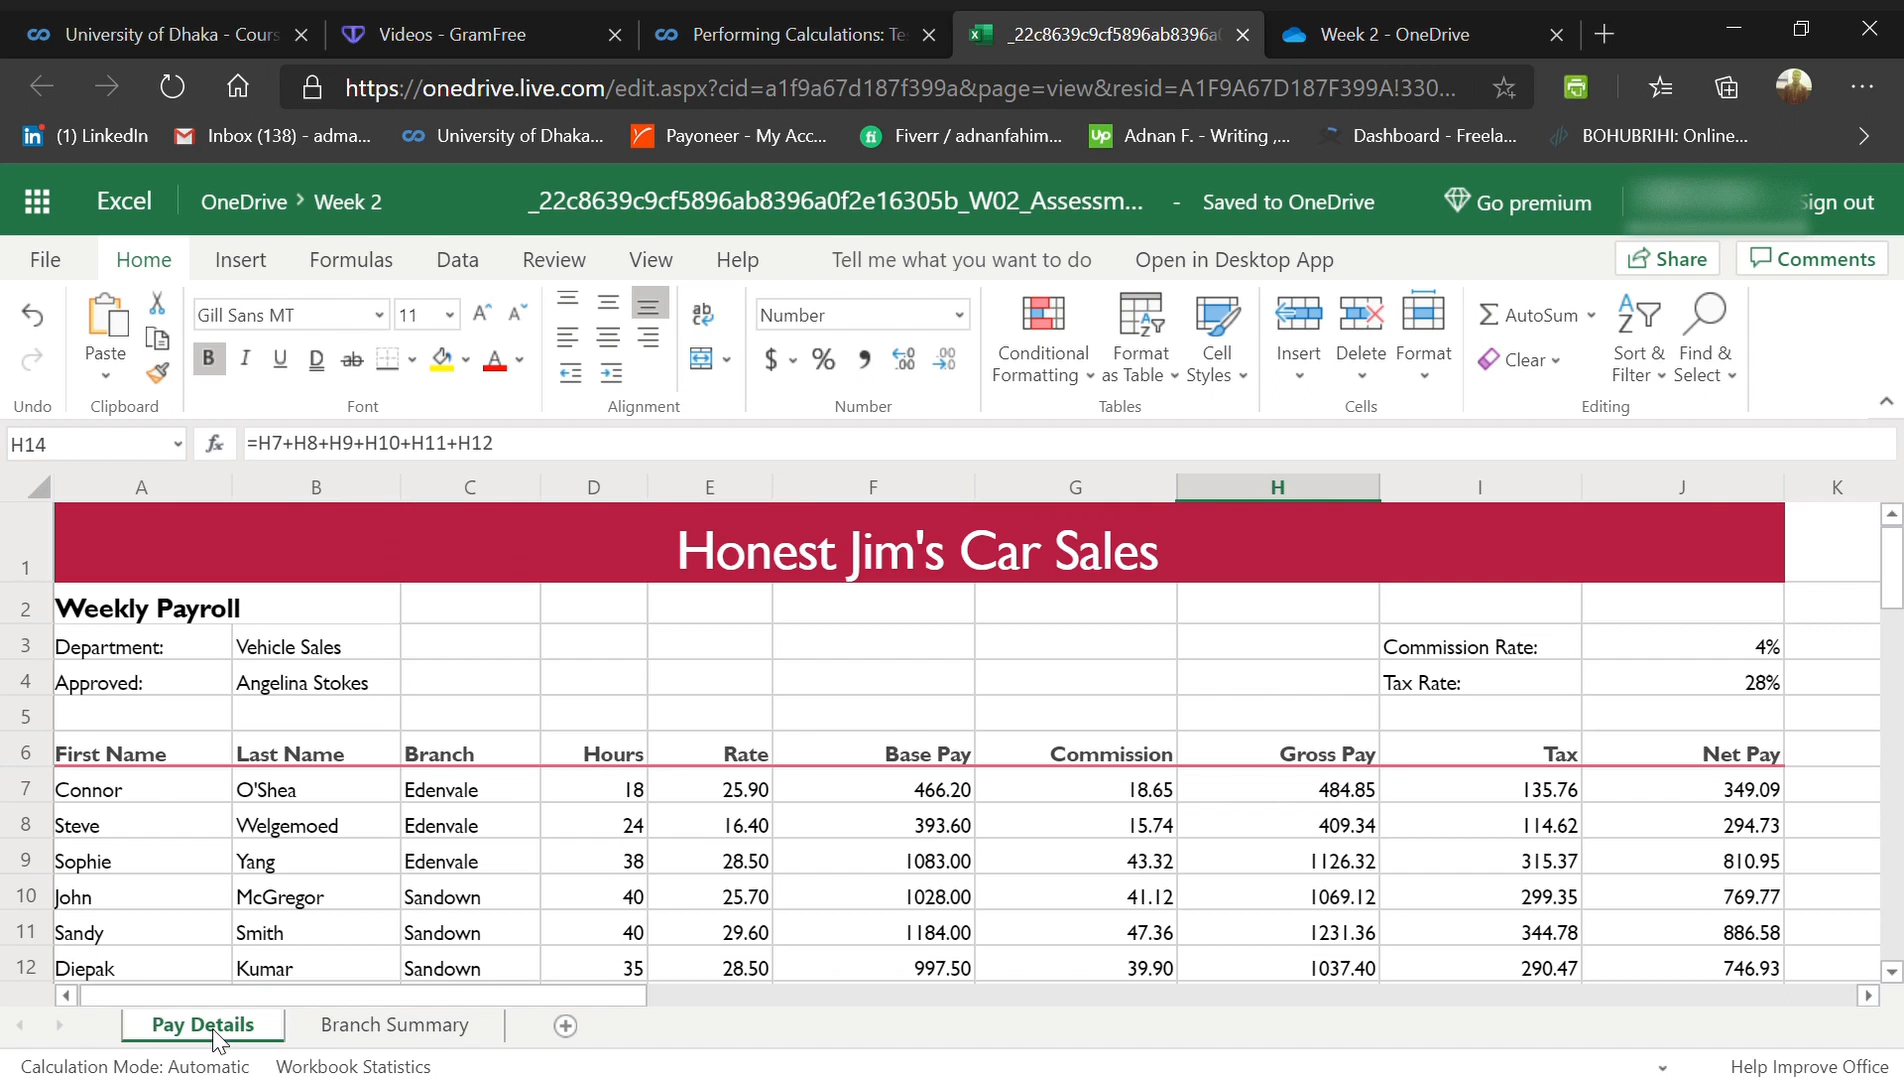 University of Dhaka - Cours
Videos - GramFree
Performing Calculations: Te
_22c8639c9cf5896ab8396a0
Week 2 - OneDrive
https://onedrive.live.com/edit.aspx?cid=a1f9a67d187f399a&page=view&resid=A1F9A67D187F399A!330...
(1) LinkedIn
Inbox (138) - adma...
University of Dhaka...
Payoneer - My Acc...
Fiverr / adnanfahim...
Adnan F. - Writing ,...
Dashboard - Freela...
BOHUBRIHI: Online...
Excel
OneDrive > Week 2
_22c8639c9cf5896ab8396a0f2e16305b_W02_Assessm... - Saved to OneDrive
Go premium
Sign out
File Home Insert Formulas Data Review View Help
Tell me what you want to do
Open in Desktop App
Share
Comments
Gill Sans MT 11
Number
AutoSum
Paste
Conditional Formatting
Format as Table
Cell Styles
Insert Delete Format
Clear
Sort & Filter
Find & Select
Undo Clipboard Font Alignment Number Tables Cells Editing
H14 fx =H7+H8+H9+H10+H11+H12
A B C D E F G H I J K
1 Honest Jim's Car Sales
2 Weekly Payroll
3 Department: Vehicle Sales Commission Rate: 4%
4 Approved: Angelina Stokes Tax Rate: 28%
5
6 First Name Last Name Branch Hours Rate Base Pay Commission Gross Pay Tax Net Pay
7 Connor O'Shea Edenvale 18 25.90 466.20 18.65 484.85 135.76 349.09
8 Steve Welgemoed Edenvale 24 16.40 393.60 15.74 409.34 114.62 294.73
9 Sophie Yang Edenvale 38 28.50 1083.00 43.32 1126.32 315.37 810.95
10 John McGregor Sandown 40 25.70 1028.00 41.12 1069.12 299.35 769.77
11 Sandy Smith Sandown 40 29.60 1184.00 47.36 1231.36 344.78 886.58
12 Diepak Kumar Sandown 35 28.50 997.50 39.90 1037.40 290.47 746.93
Pay Details Branch Summary
Calculation Mode: Automatic Workbook Statistics Help Improve Office